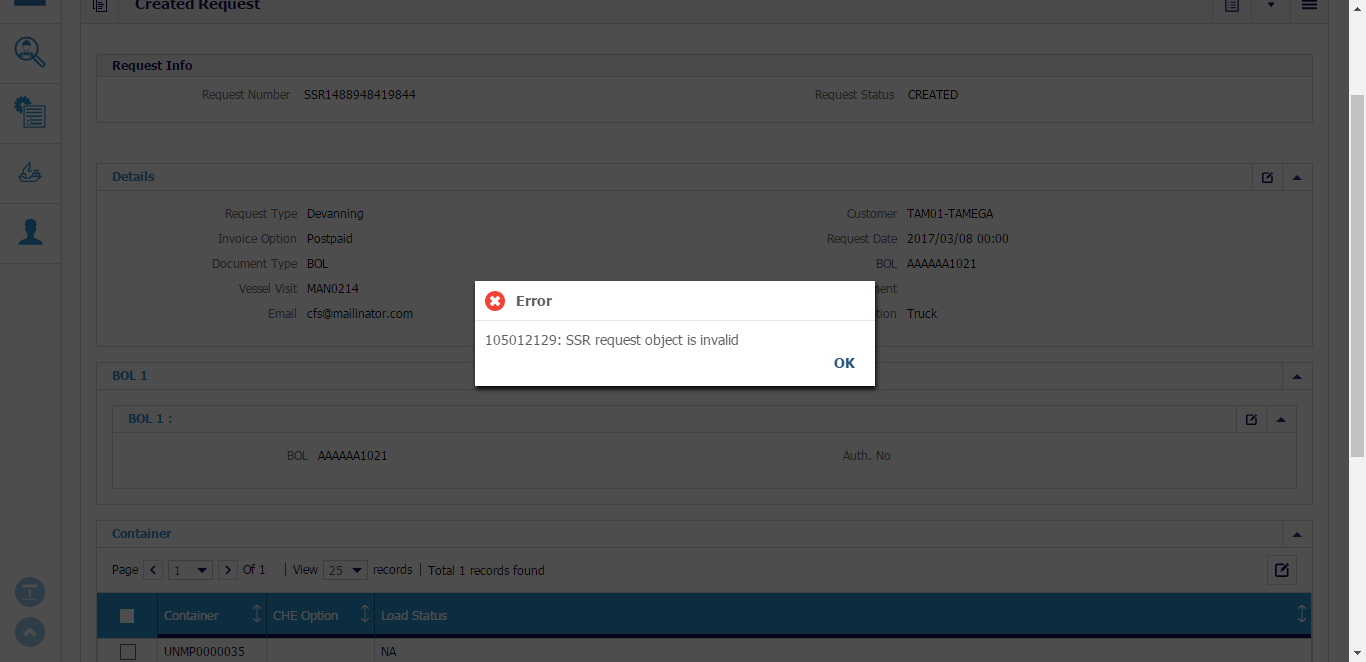 Created Request
Request Info
Request Number SSR1488948419844 Request Status CREATED
Details
Request Type Devanning Customer TAM01-TAMEGA
Invoice Option Postpaid Request Date 2017/03/08 00:00
Document Type BOL BOL AAAAAA1021
Vessel Visit MAN0214 ent
Email cfs@mailinator.com tion Truck
Error
105012129: SSR request object is invalid
OK
BOL 1
BOL 1 :
BOL AAAAAA1021 Auth. No
Container
Page 1 Of 1 | View 25 records | Total 1 records found
Container CHE Option Load Status
UNMP0000035 NA